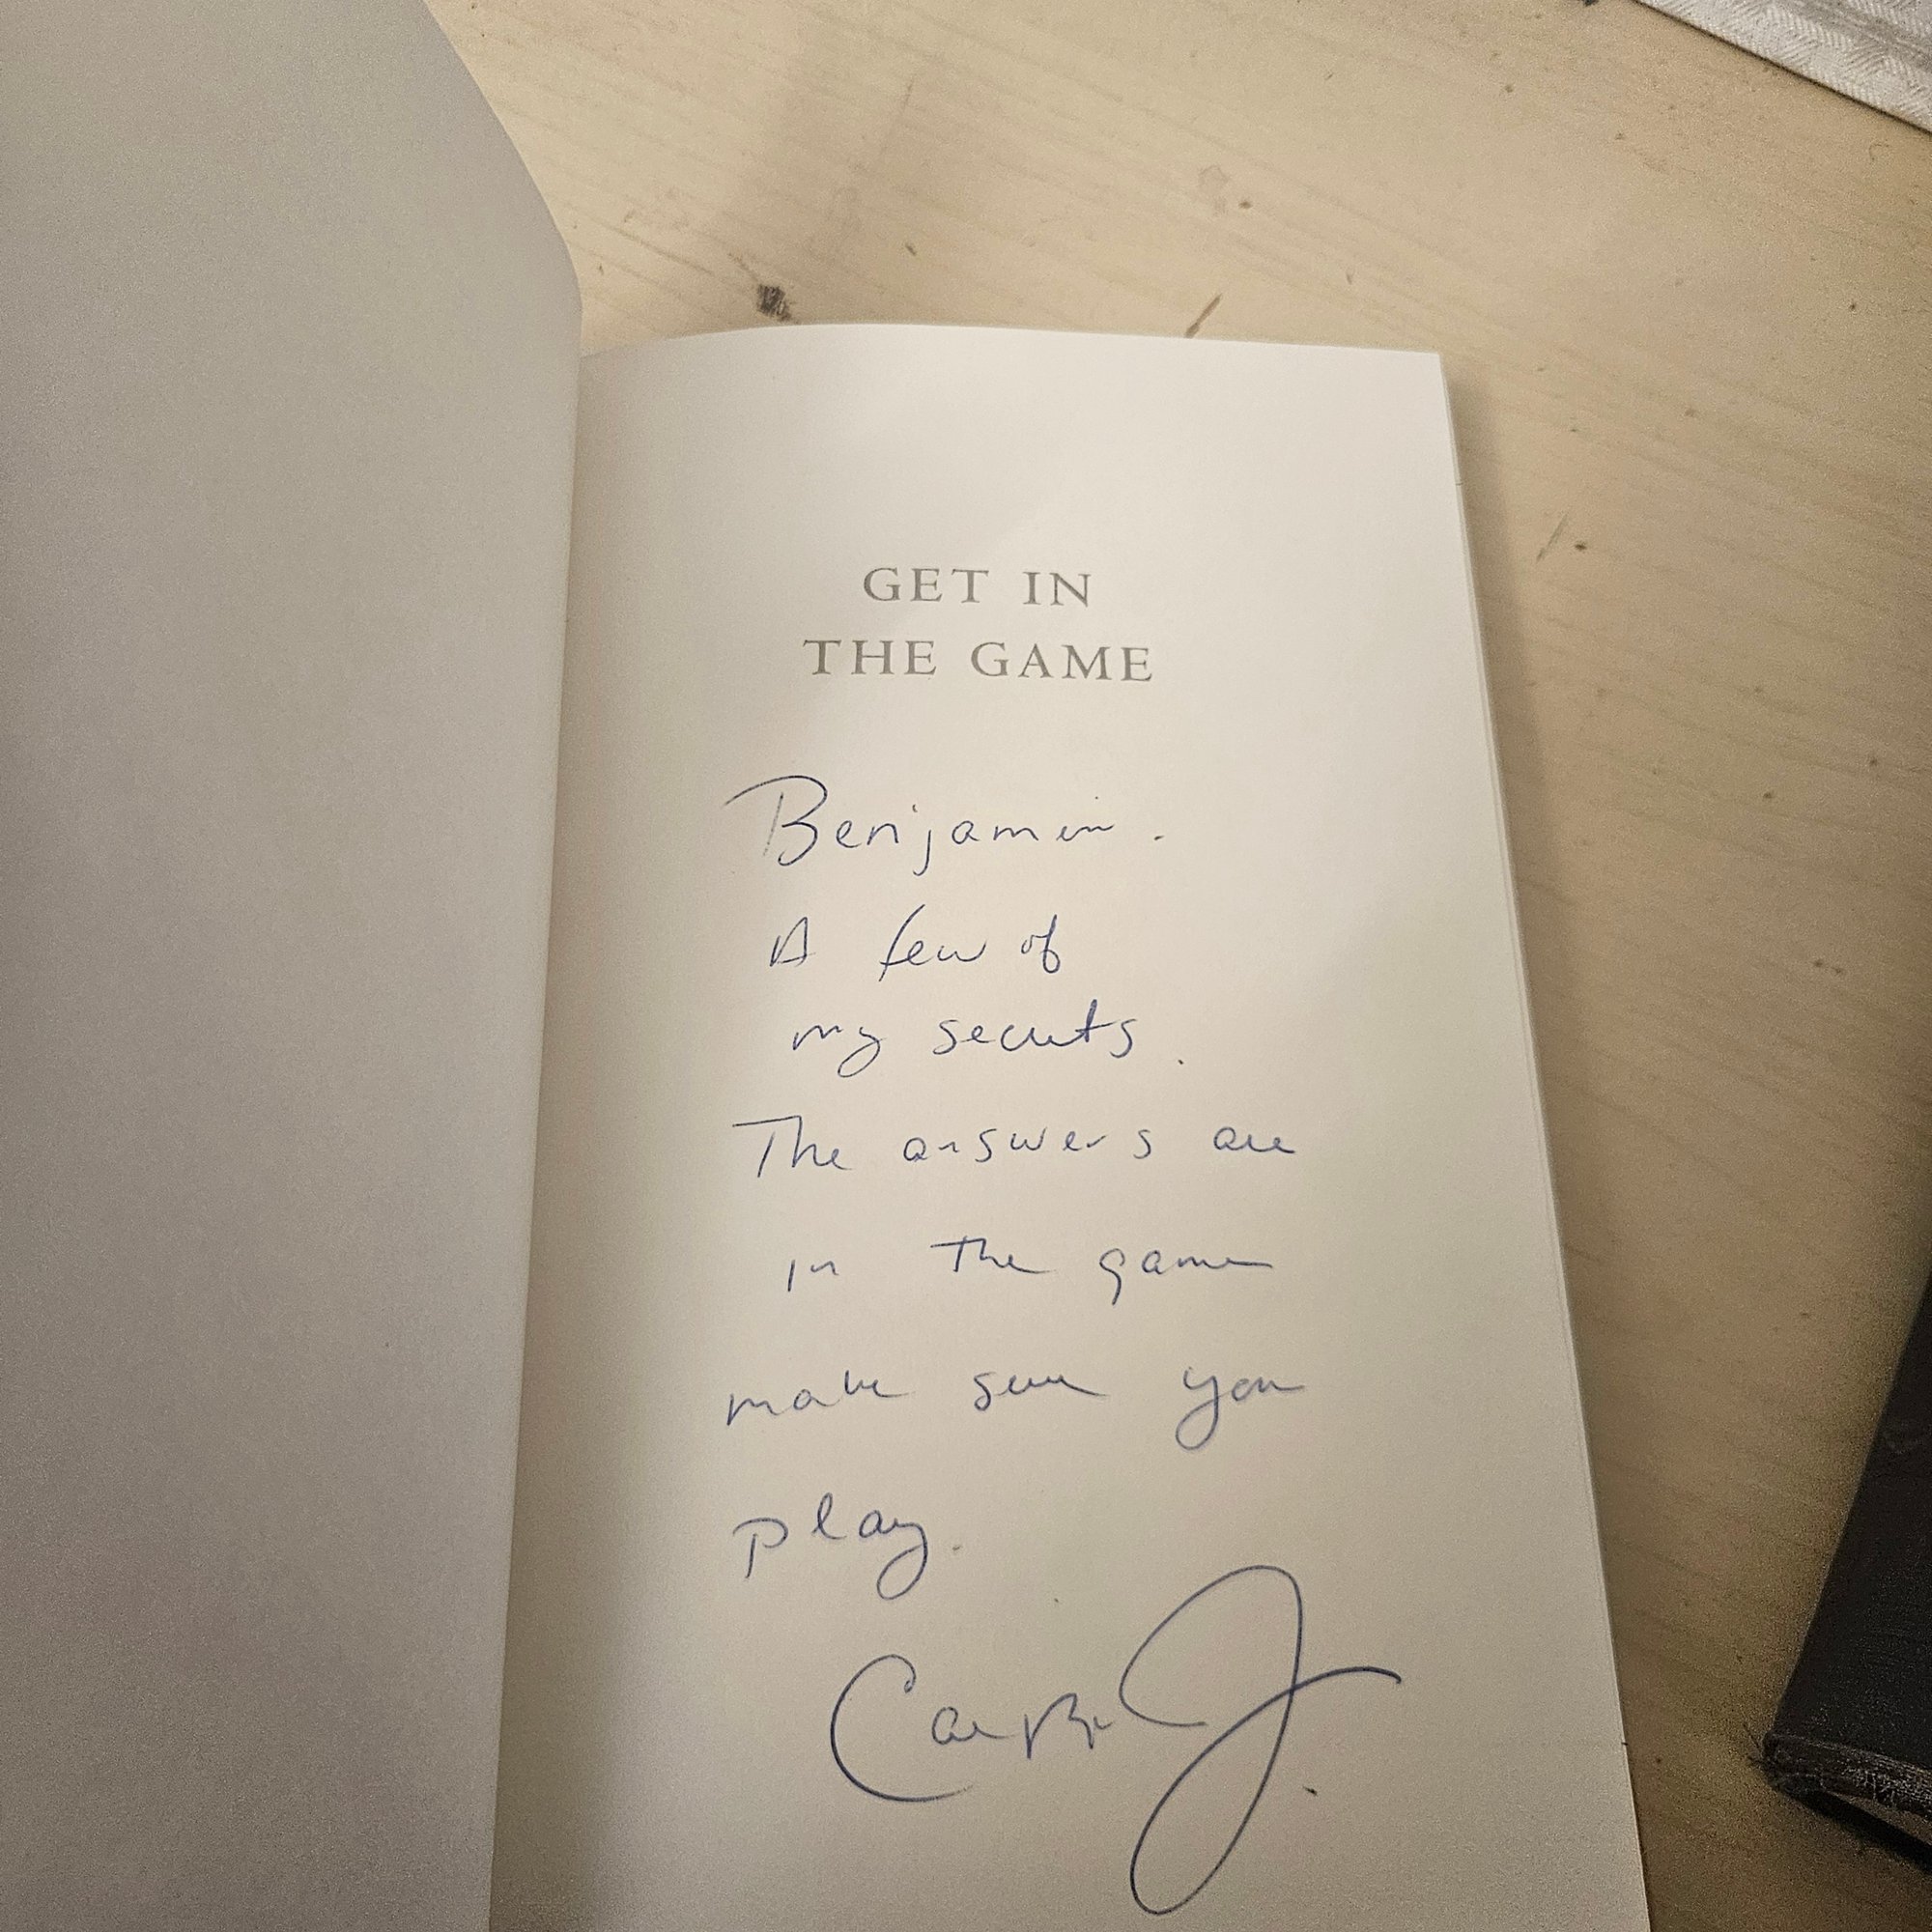 GET IN
THE GAME
Benjamin.
A few of
my secrets.
The answers are
in the game
make sure you
play.